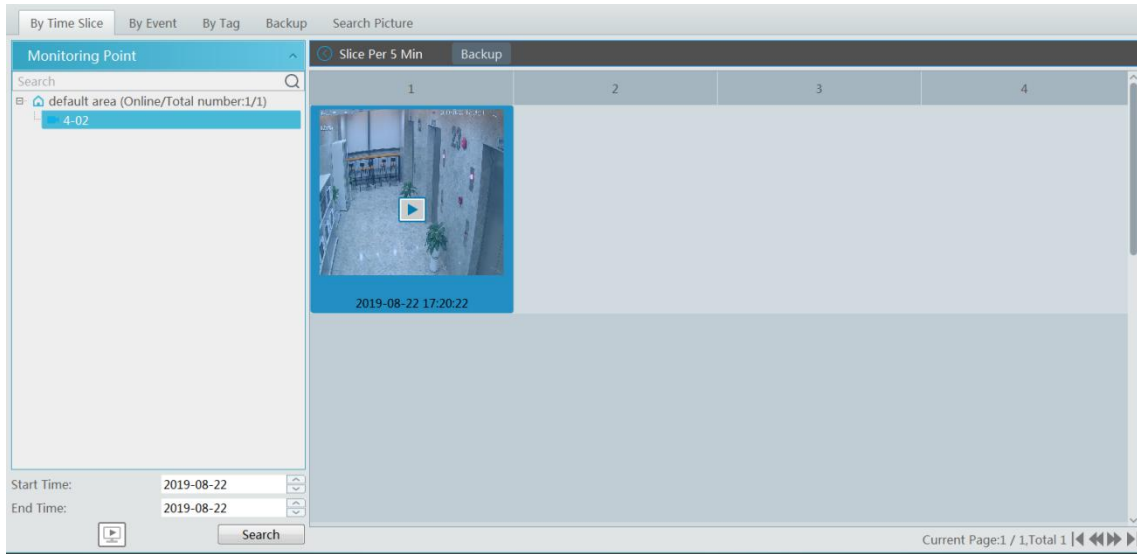 By Time Slice By Event By Tag Backup Search Picture
Monitoring Point
Slice Per 5 Min Backup
Search
1 2 3 4
default area (Online/Total number:1/1)
4-02
2019-08-22 17:20:22
Start Time: 2019-08-22
End Time: 2019-08-22
Search
Current Page:1 / 1,Total 1